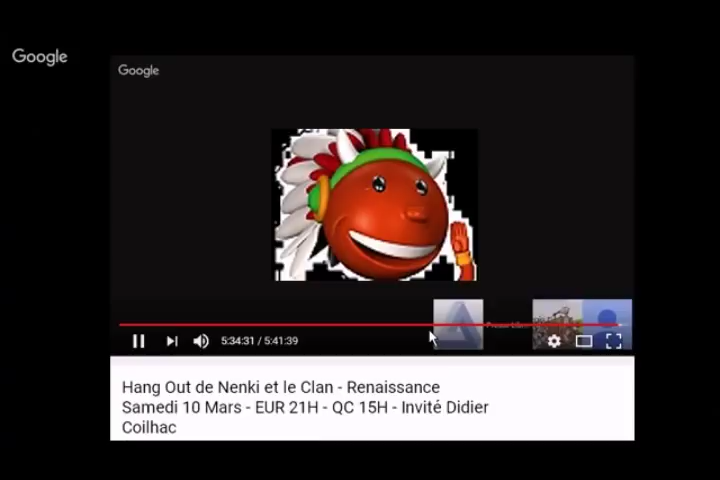 Google
Google
5:34:31 / 5:41:39
Hang Out de Nenki et le Clan - Renaissance
Samedi 10 Mars - EUR 21H - QC 15H - Invité Didier
Coilhac